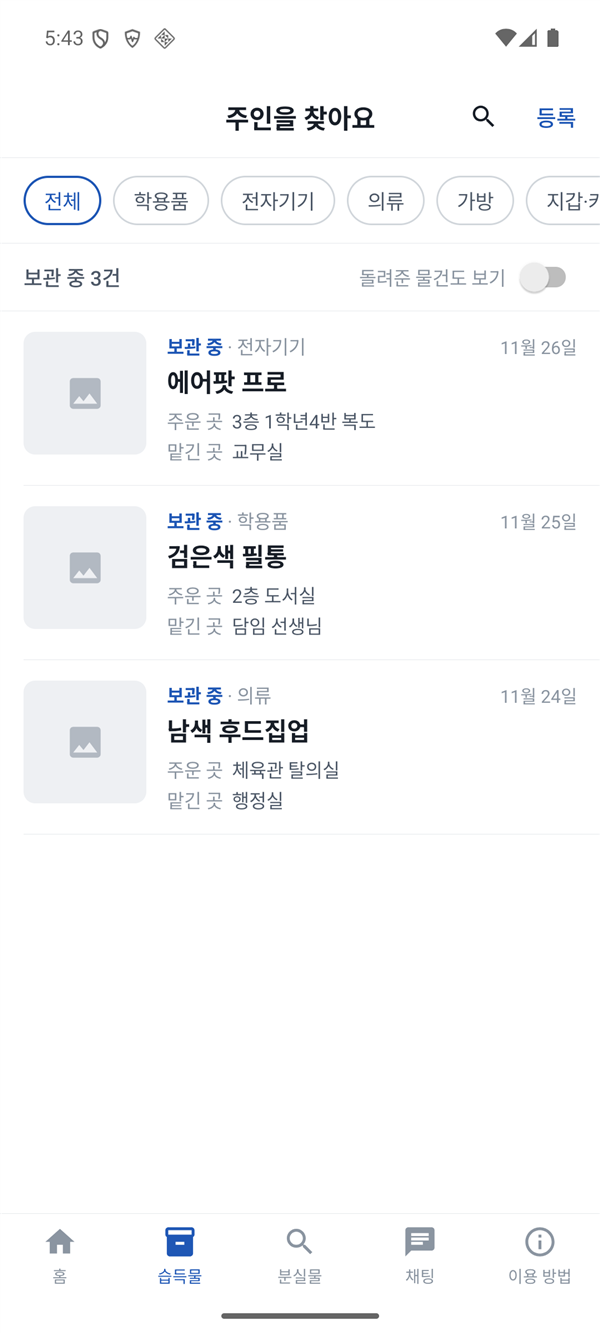 5:43
주인을 찾아요
등록
전체 학용품 전자기기 의류 가방 지갑·카
보관 중 3건
돌려준 물건도 보기
보관 중 · 전자기기 11월 26일
에어팟 프로
주운 곳 3층 1학년4반 복도
맡긴 곳 교무실
보관 중 · 학용품 11월 25일
검은색 필통
주운 곳 2층 도서실
맡긴 곳 담임 선생님
보관 중 · 의류 11월 24일
남색 후드집업
주운 곳 체육관 탈의실
맡긴 곳 행정실
홈 습득물 분실물 채팅 이용 방법